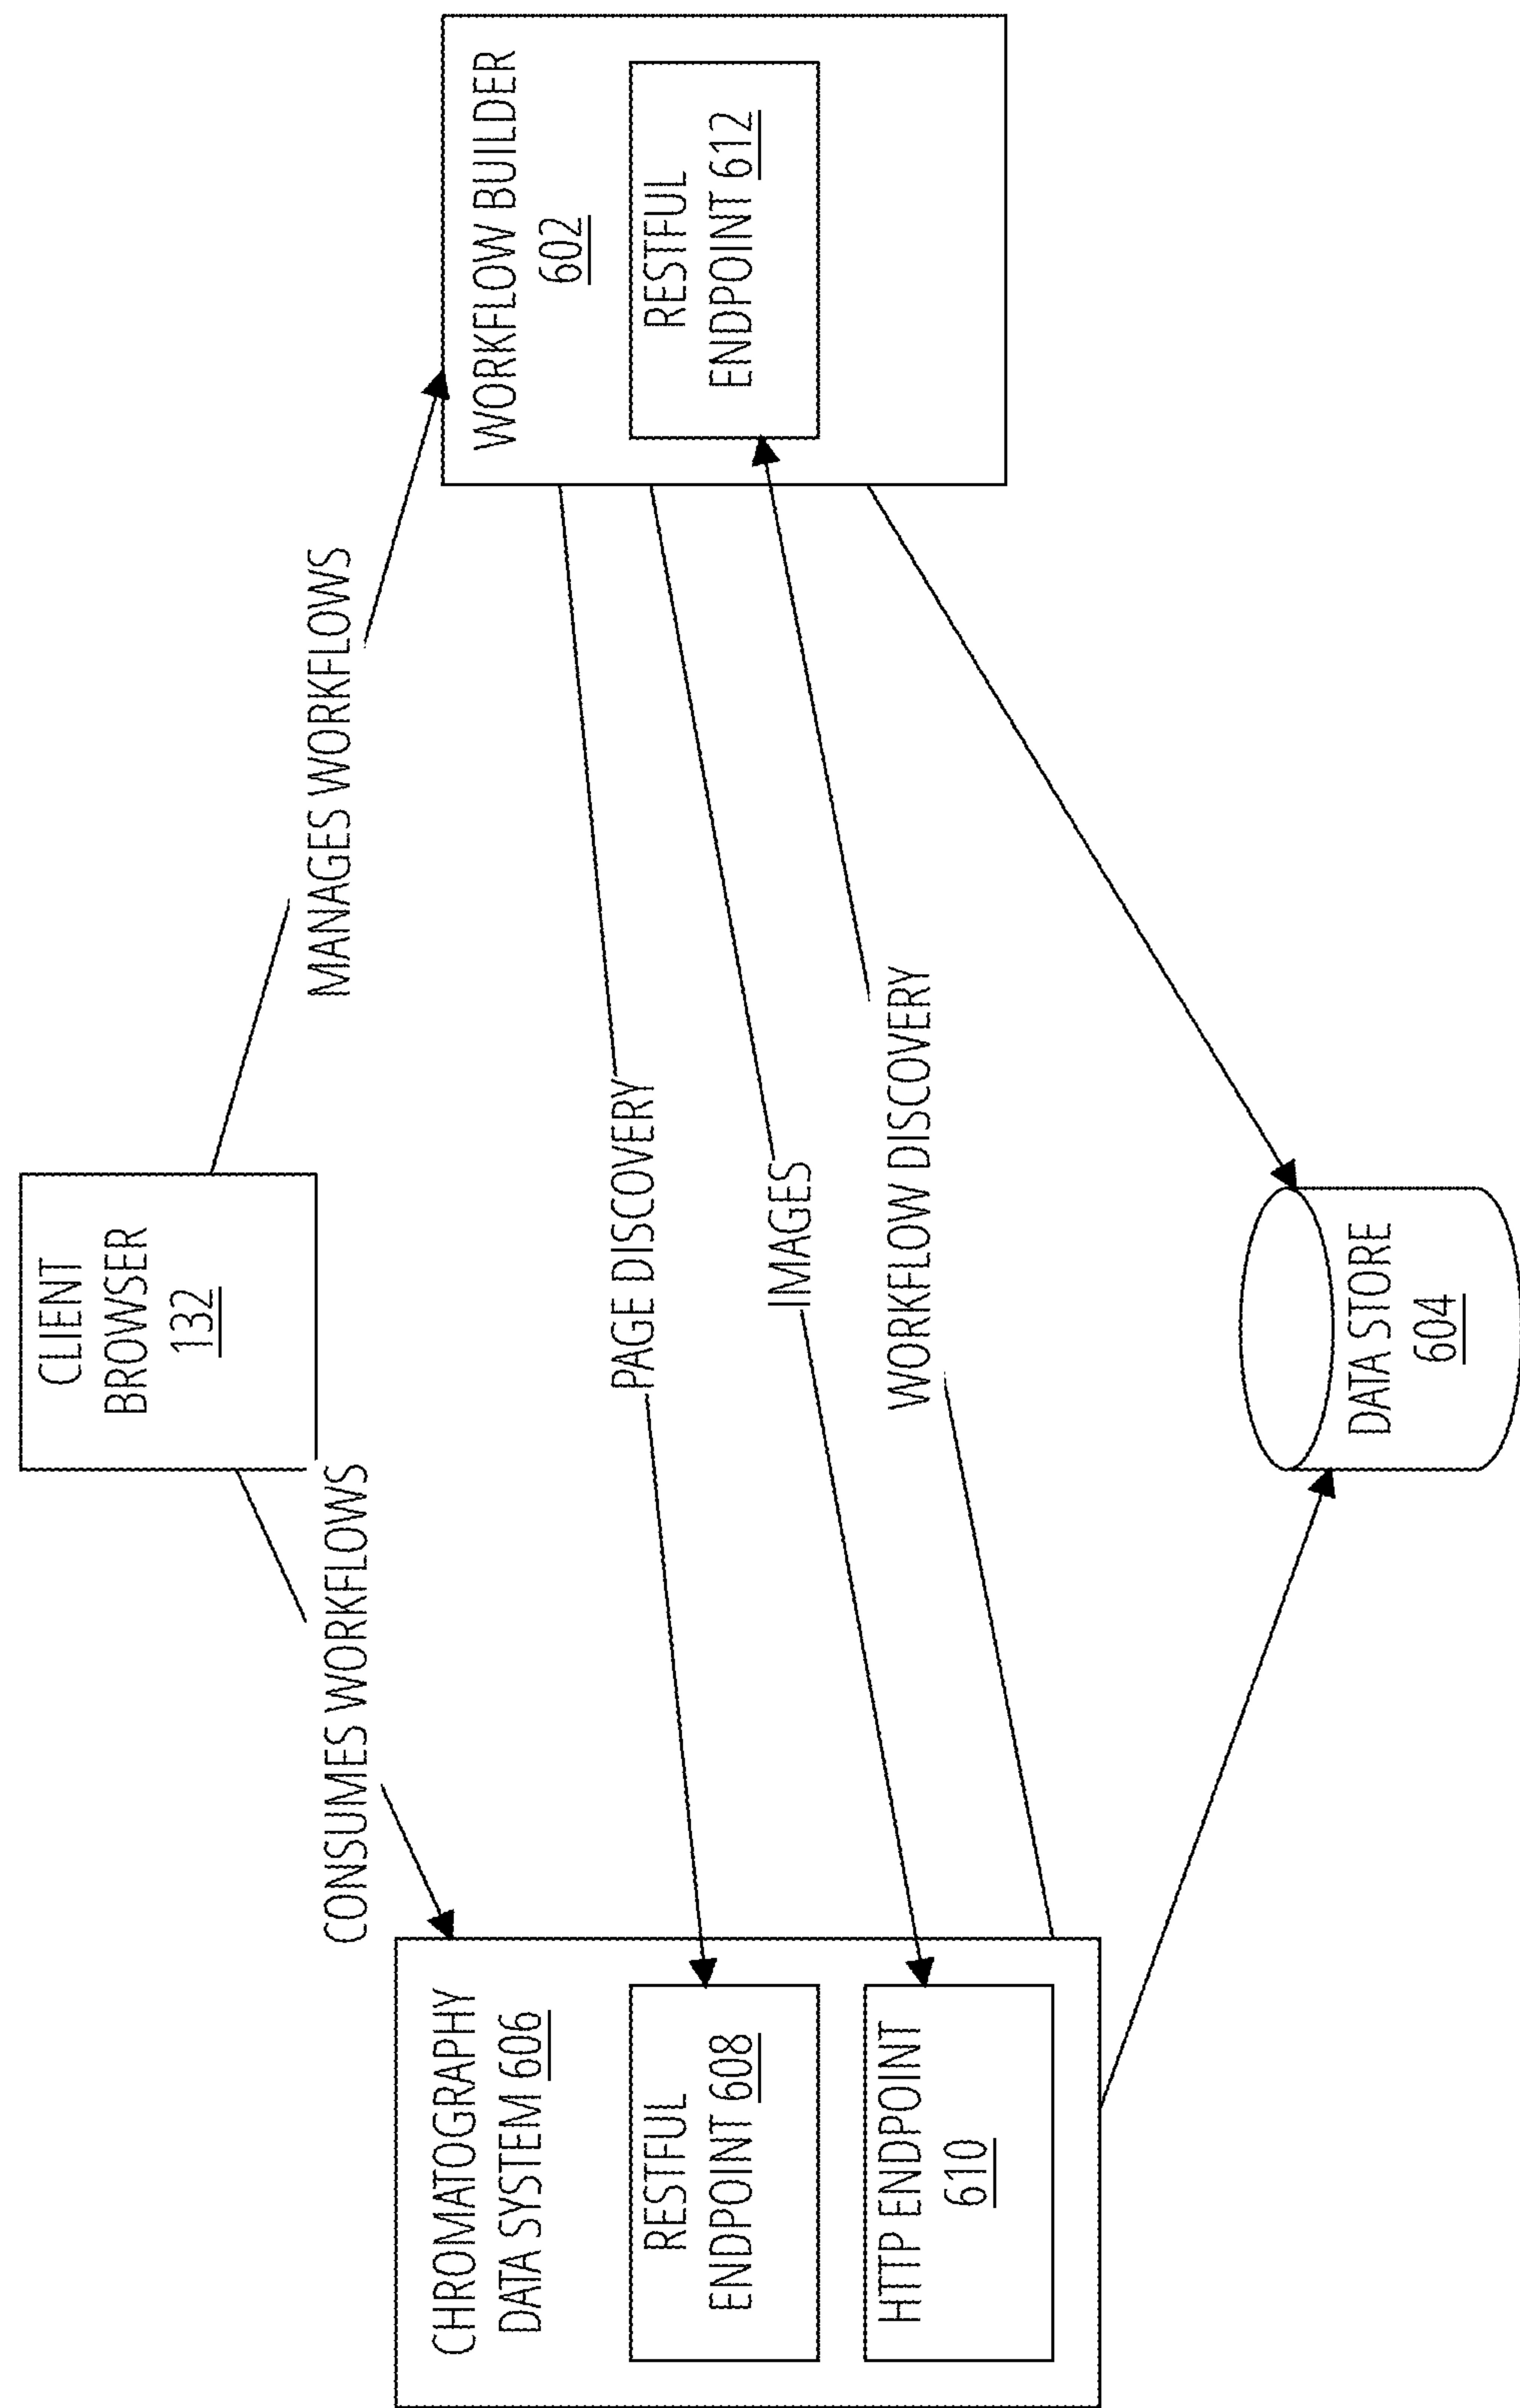 CLIENT
BROWSER
132
CONSUMES WORKFLOWS
MANAGES WORKFLOWS
CHROMATOGRAPHY
DATA SYSTEM 606
RESTFUL
ENDPOINT 608
HTTP ENDPOINT
610
PAGE DISCOVERY
IMAGES
WORKFLOW DISCOVERY
WORKFLOW BUILDER
602
RESTFUL
ENDPOINT 612
DATA STORE
604